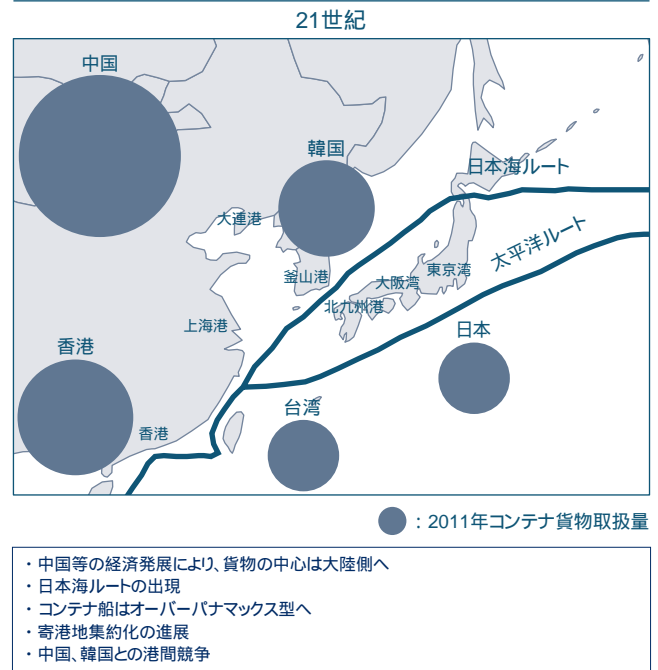 21世紀
中国
韓国
日本海ルート
大連港
太平洋ルート
釜山港
大阪湾
東京湾
北九州港
上海港
日本
香港
台湾
香港
：2011年コンテナ貨物取扱量
・中国等の経済発展により、貨物の中心は大陸側へ
・日本海ルートの出現
・コンテナ船はオーバーパナマックス型へ
・寄港地集約化の進展
・中国、韓国との港間競争